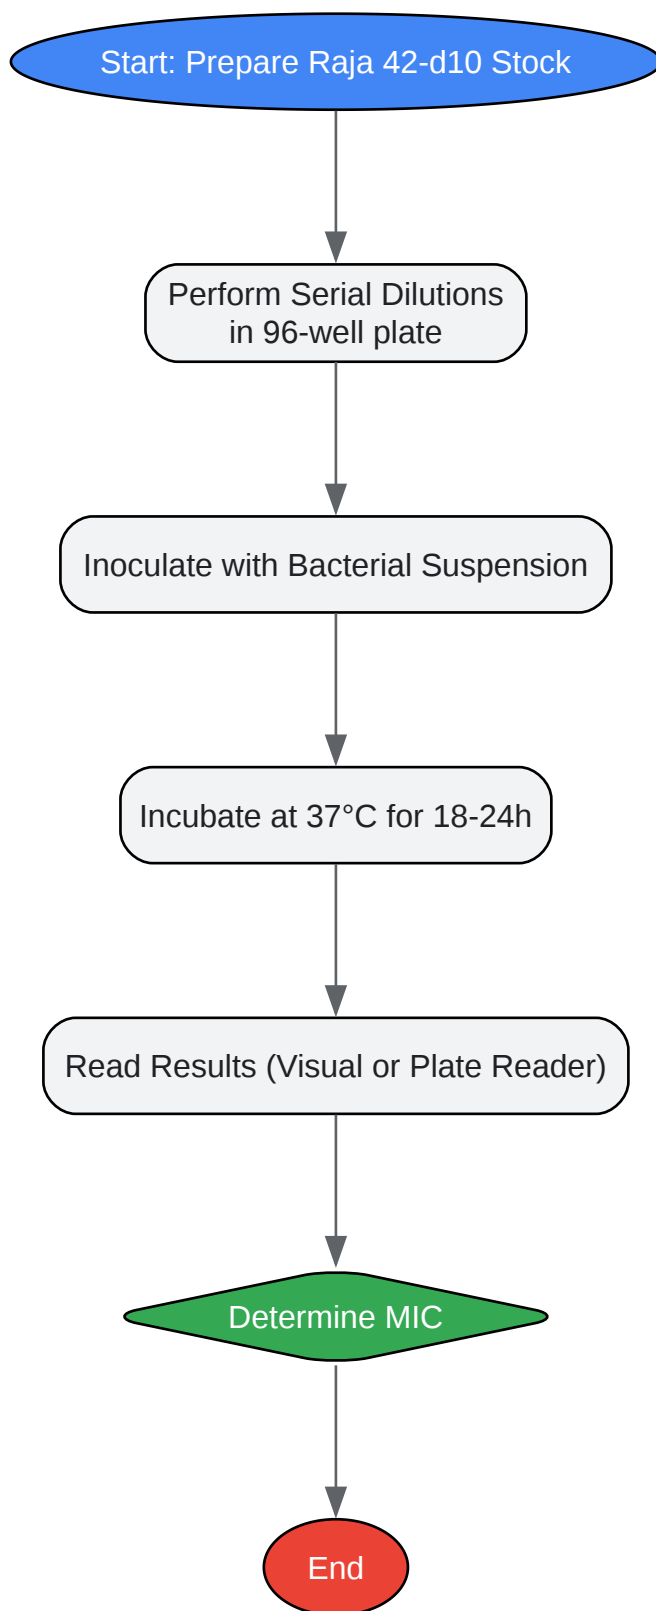 Start: Prepare Raja 42-d10 Stock
Perform Serial Dilutions
in 96-well plate
Inoculate with Bacterial Suspension
Incubate at 37°C for 18-24h
Read Results (Visual or Plate Reader)
Determine MIC
End